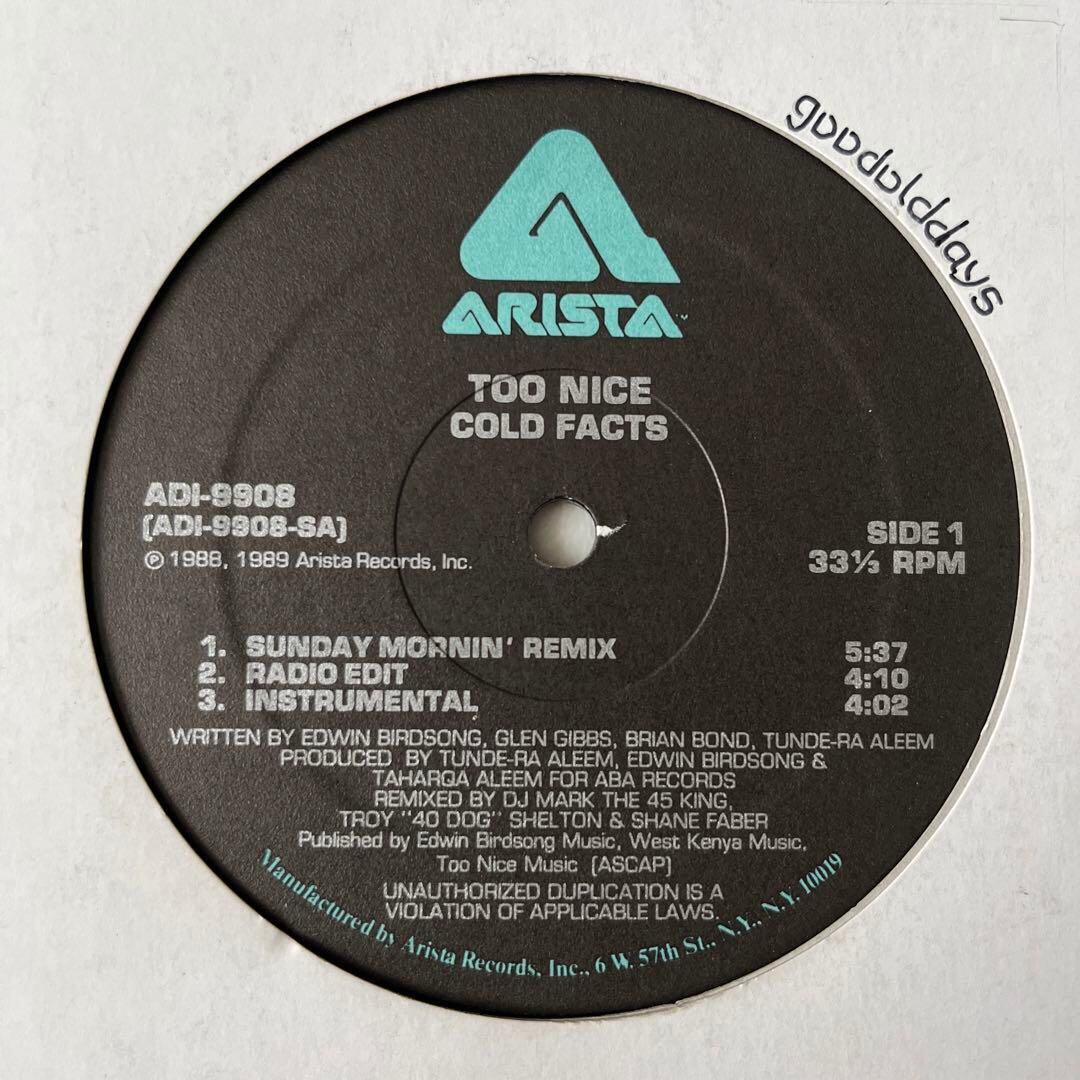 goodolddays
ARISTA
TOO NICE
COLD FACTS
ADI-9908
(ADI-9908-SA)
℗ 1988, 1989 Arista Records, Inc.
SIDE 1
33⅓ RPM
1. SUNDAY MORNIN' REMIX 5:37
2. RADIO EDIT 4:10
3. INSTRUMENTAL 4:02
WRITTEN BY EDWIN BIRDSONG, GLEN GIBBS, BRIAN BOND, TUNDE-RA ALEEM
PRODUCED BY TUNDE-RA ALEEM, EDWIN BIRDSONG &
TAHARQA ALEEM FOR ABA RECORDS
REMIXED BY DJ MARK THE 45 KING,
TROY "40 DOG" SHELTON & SHANE FABER
Published by Edwin Birdsong Music, West Kenya Music,
Too Nice Music (ASCAP)
UNAUTHORIZED DUPLICATION IS A
VIOLATION OF APPLICABLE LAWS.
Manufactured by Arista Records, Inc., 6 W. 57th St., N.Y., N.Y. 10019